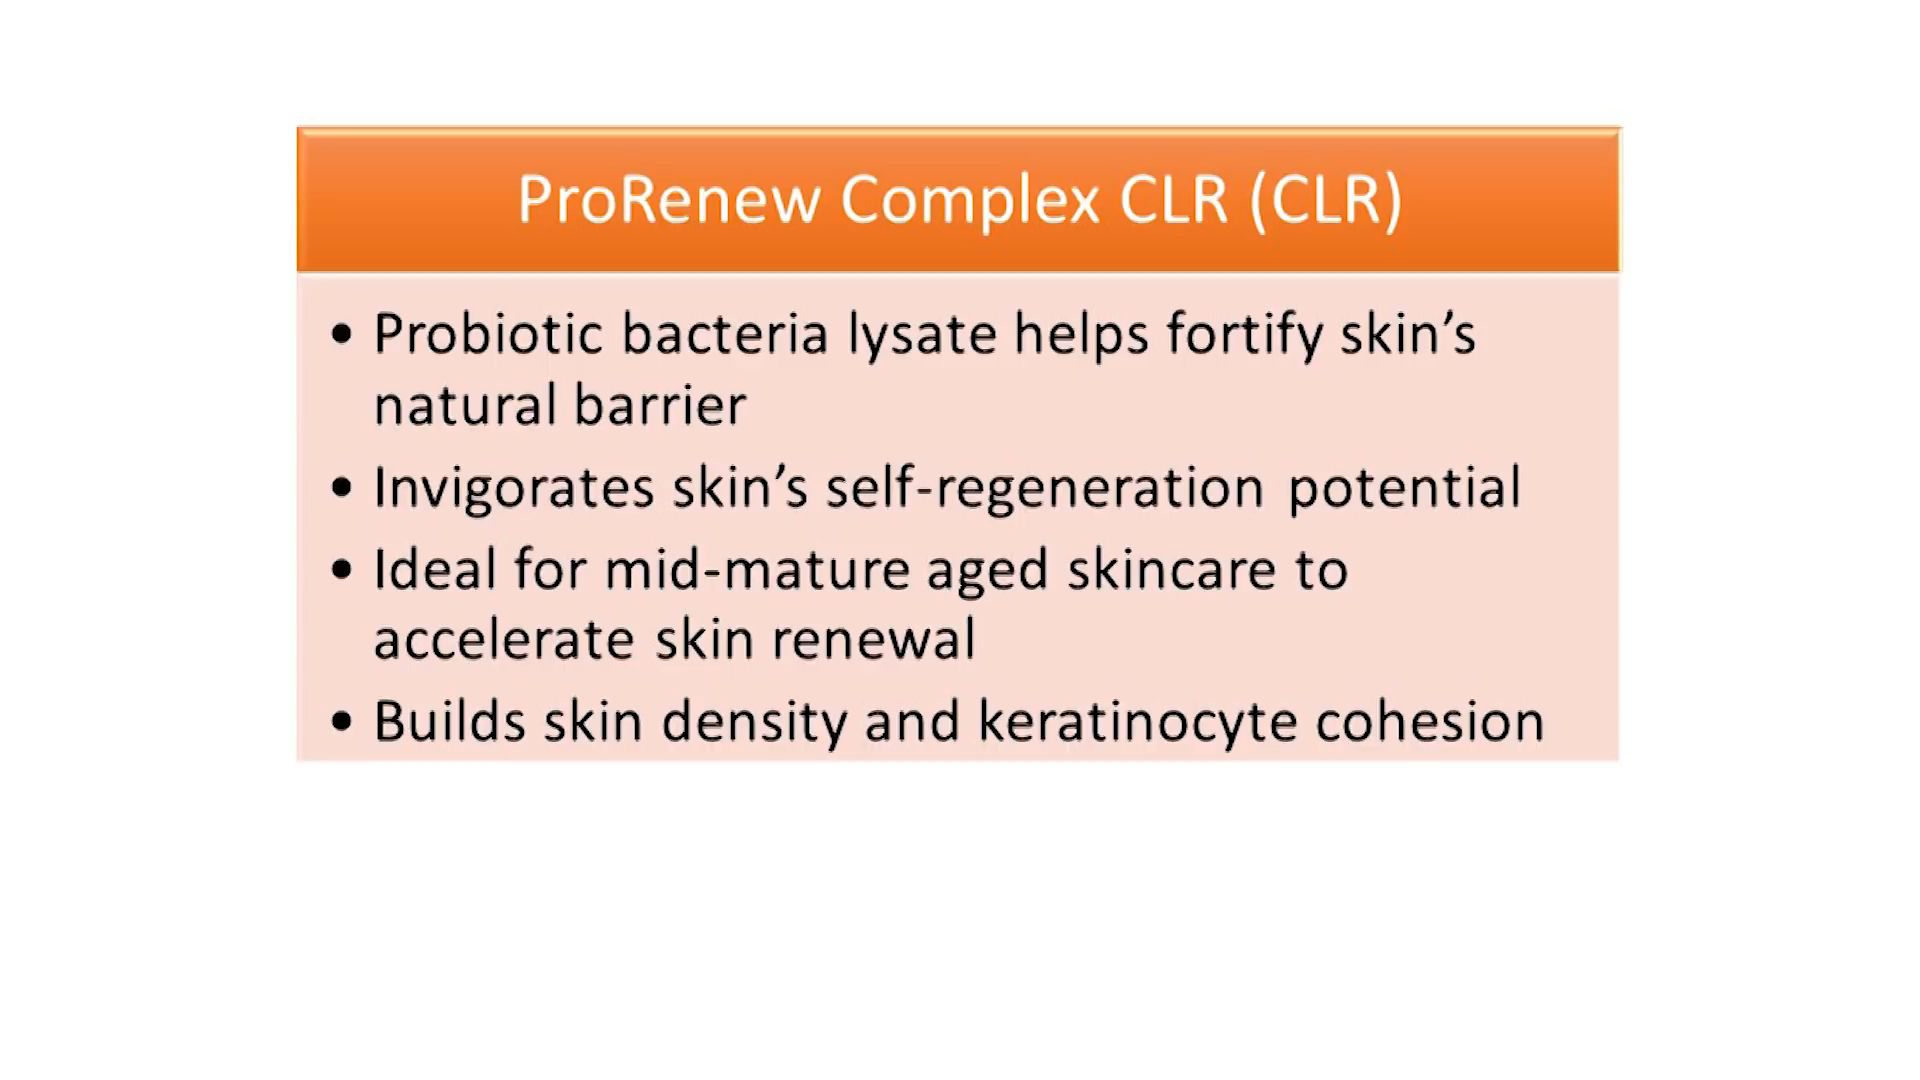 ProRenew Complex CLR (CLR)
• Probiotic bacteria lysate helps fortify skin’s
natural barrier
• Invigorates skin’s self-regeneration potential
• Ideal for mid-mature aged skincare to
accelerate skin renewal
• Builds skin density and keratinocyte cohesion